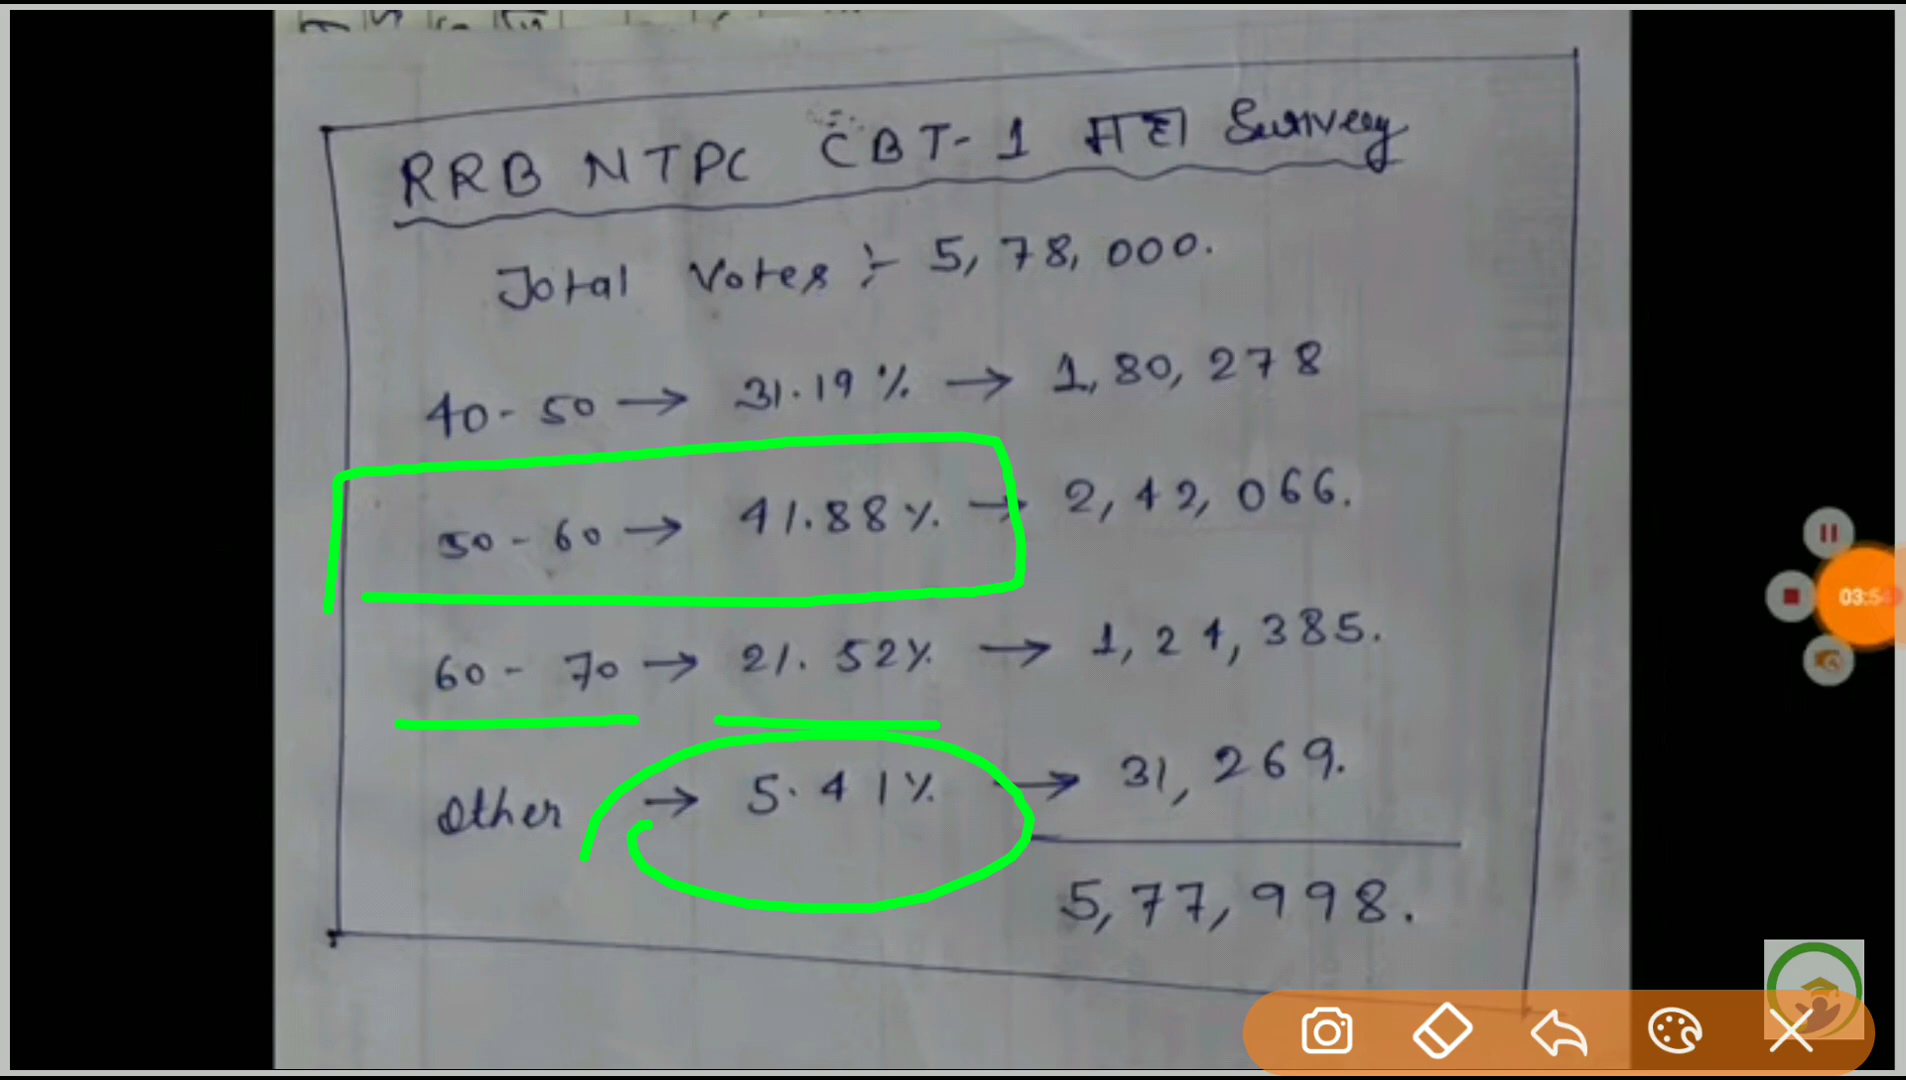 RRB NTPC CBT-1 महा Survey
Total Votes :- 5,78,000.
40-50 → 31.19% → 1,80,278
50-60 → 41.88% → 2,42,066.
60-70 → 21.52% → 1,24,385.
Other → 5.41% → 31,269.
5,77,998.